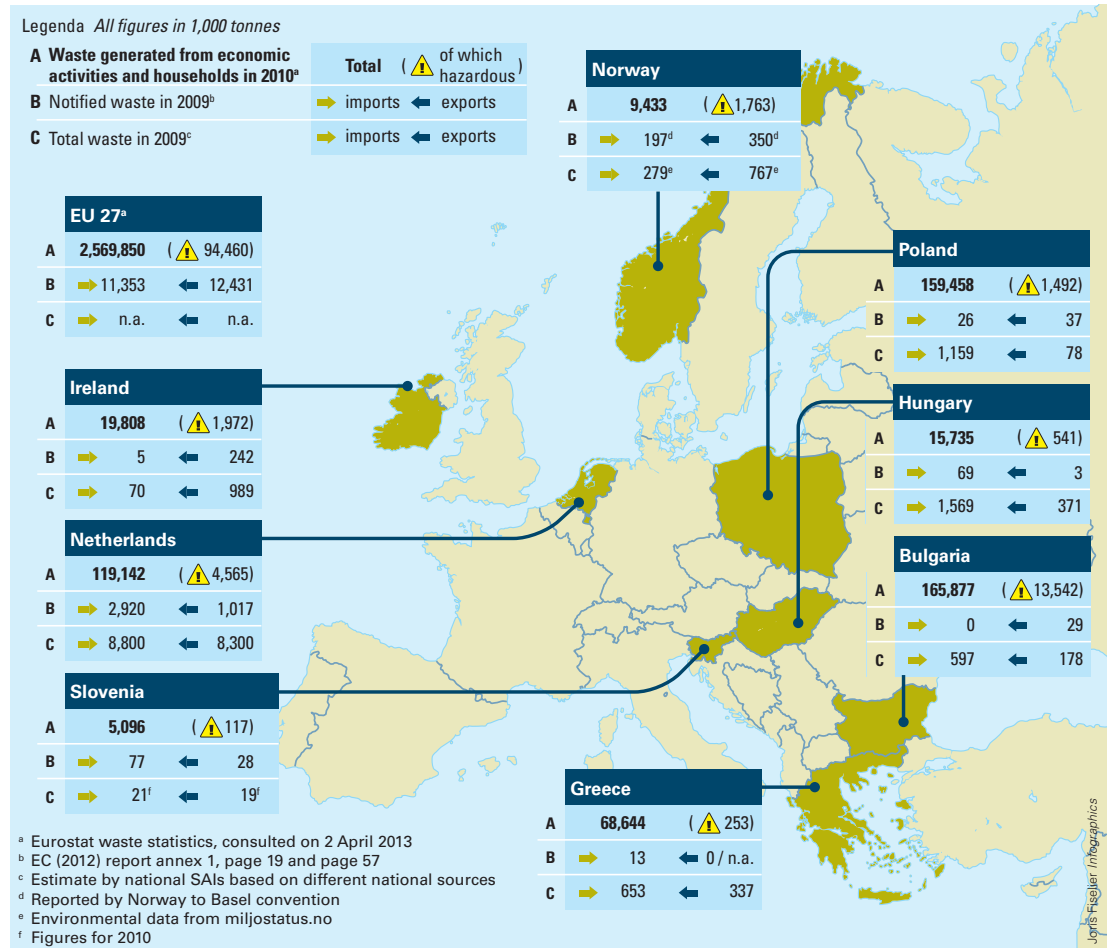 Legenda All figures in 1,000 tonnes
A Waste generated from economic
activities and households in 2010ᵃ
Total ( ! of which
hazardous )
B Notified waste in 2009ᵇ
imports exports
C Total waste in 2009ᶜ
imports exports
Norway
A 9,433 ( ! 1,763)
B 197ᵈ 350ᵈ
C 279ᵉ 767ᵉ
EU 27ᵃ
A 2,569,850 ( ! 94,460)
B 11,353 12,431
C n.a. n.a.
Poland
A 159,458 ( ! 1,492)
B 26 37
C 1,159 78
Ireland
A 19,808 ( ! 1,972)
B 5 242
C 70 989
Hungary
A 15,735 ( ! 541)
B 69 3
C 1,569 371
Netherlands
A 119,142 ( ! 4,565)
B 2,920 1,017
C 8,800 8,300
Bulgaria
A 165,877 ( ! 13,542)
B 0 29
C 597 178
Slovenia
A 5,096 ( ! 117)
B 77 28
C 21ᶠ 19ᶠ
Greece
A 68,644 ( ! 253)
B 13 0 / n.a.
C 653 337
ᵃ Eurostat waste statistics, consulted on 2 April 2013
ᵇ EC (2012) report annex 1, page 19 and page 57
ᶜ Estimate by national SAIs based on different national sources
ᵈ Reported by Norway to Basel convention
ᵉ Environmental data from miljostatus.no
ᶠ Figures for 2010
Joris Fiselier Infographics